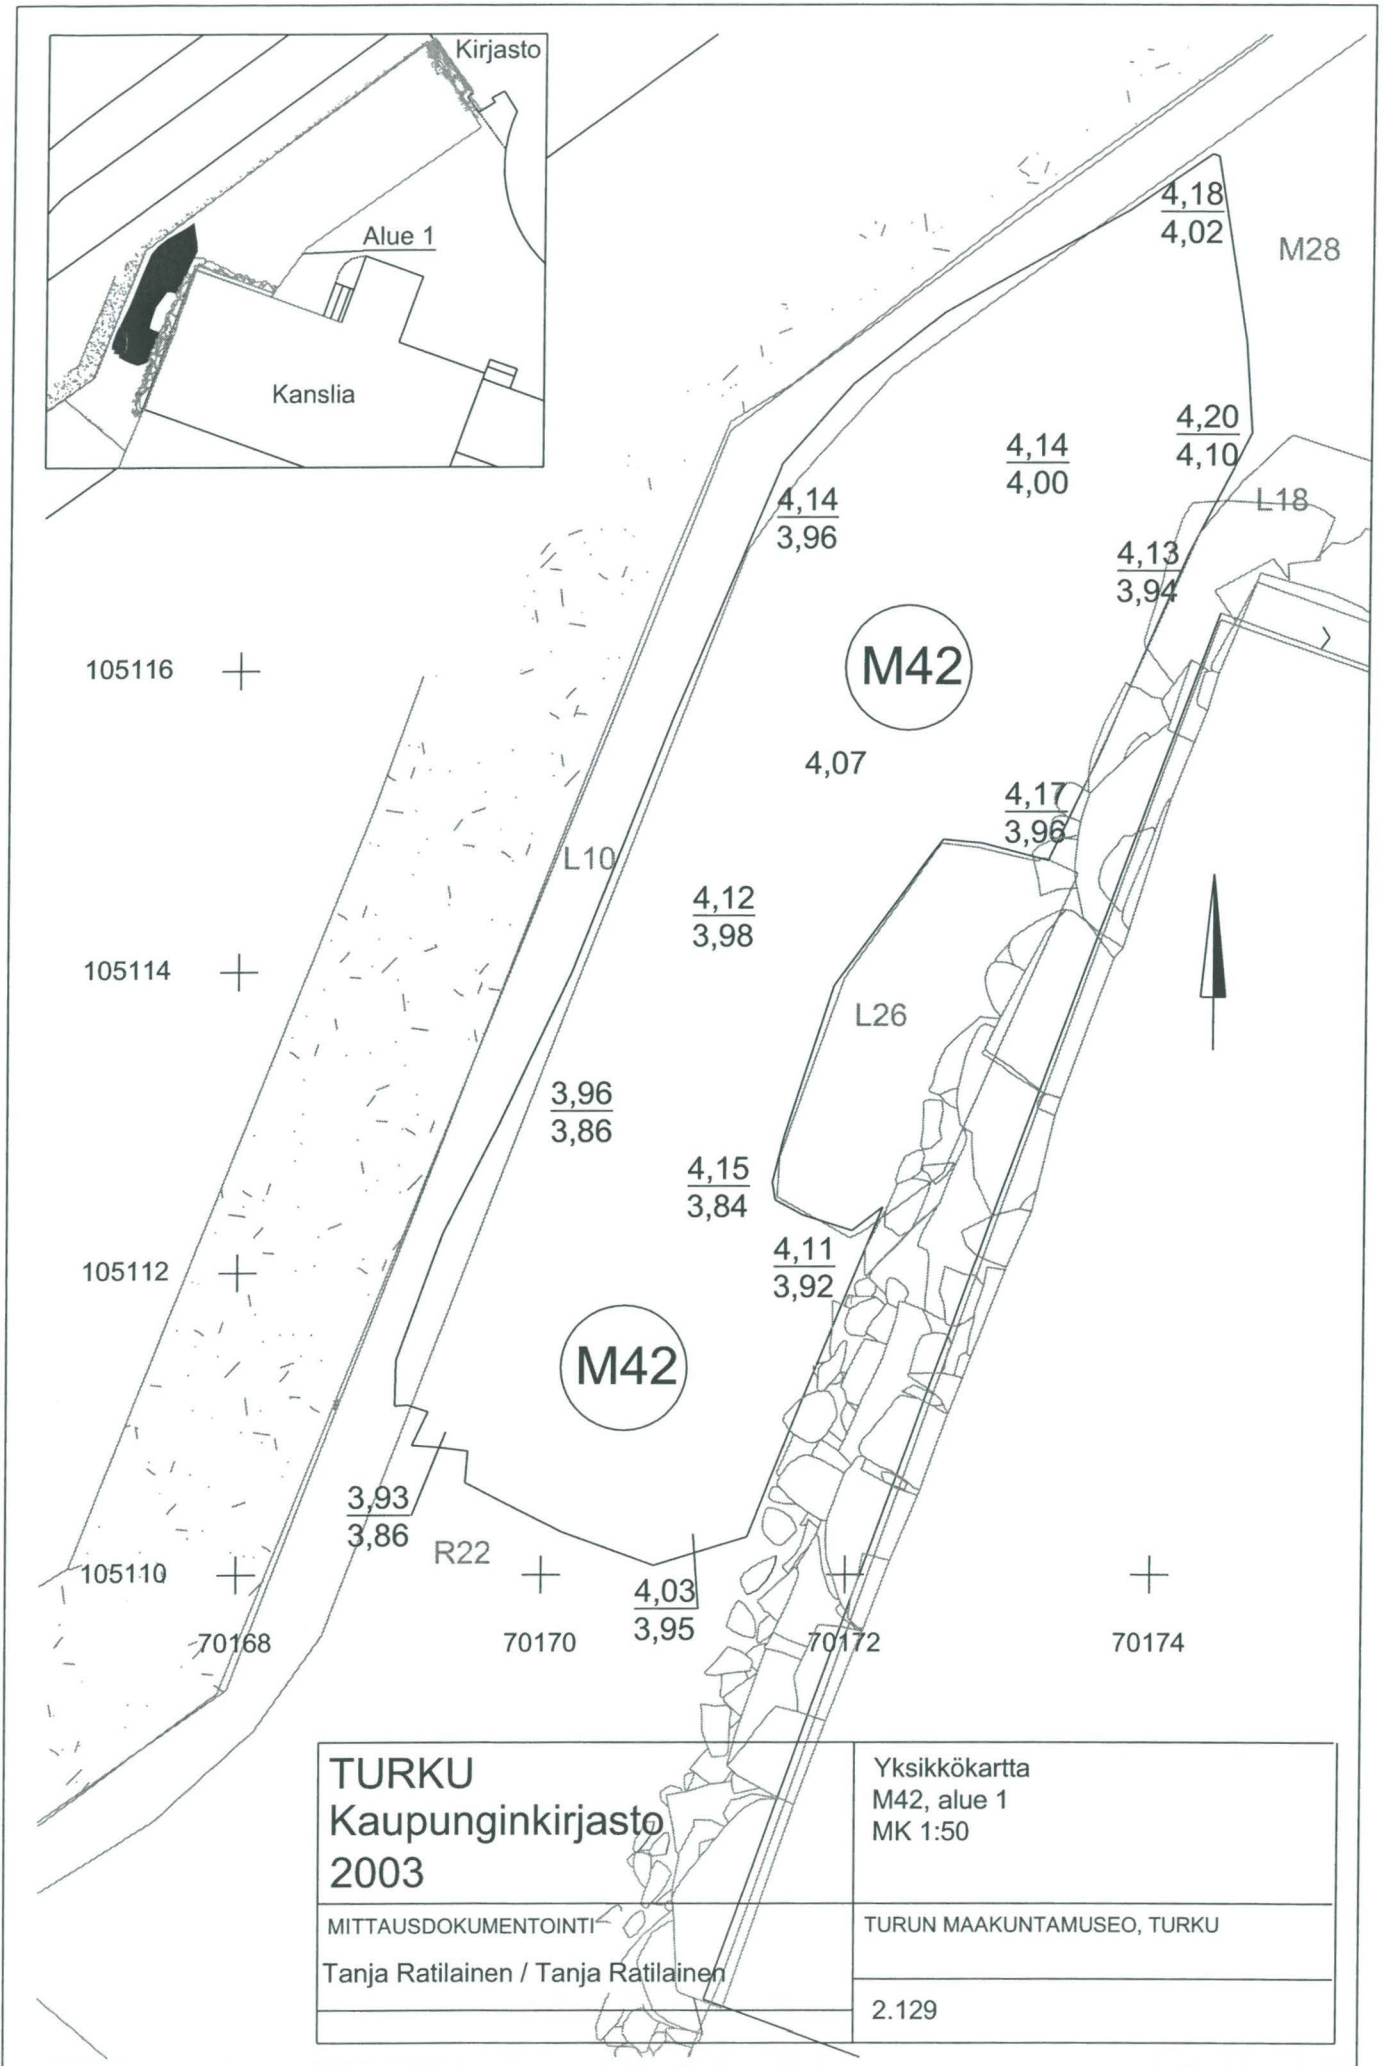 Kirjasto
Alue 1
Kanslia
4,18
4,02
M28
4,20
4,10
4,14
4,00
L18
4,14
3,96
4,13
3,94
M42
105116
4,07
4,17
3,96
L10
4,12
3,98
105114
L26
3,96
3,86
4,15
3,84
4,11
3,92
105112
M42
3,93
3,86
R22
105110
4,03
3,95
70168
70170
70172
70174
TURKU
Kaupunginkirjasto
2003
Yksikkökartta
M42, alue 1
MK 1:50
MITTAUSDOKUMENTOINTI
Tanja Ratilainen / Tanja Ratilainen
TURUN MAAKUNTAMUSEO, TURKU
2.129